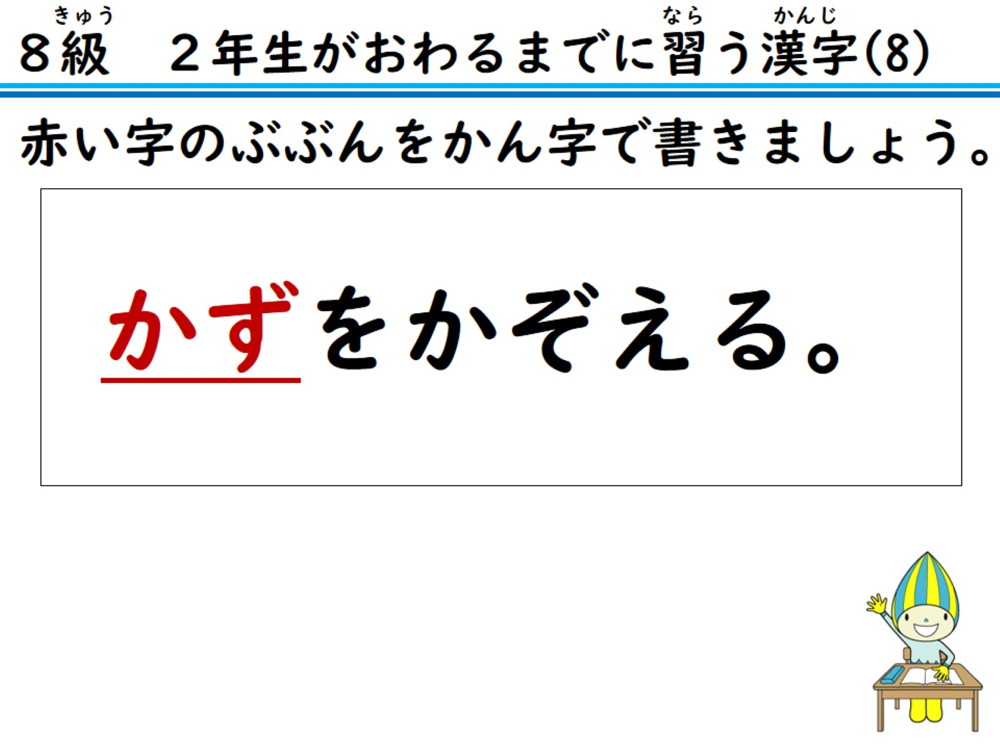 きゅう なら かんじ
８級　２年生がおわるまでに習う漢字(8)
赤い字のぶぶんをかん字で書きましょう。
かずをかぞえる。